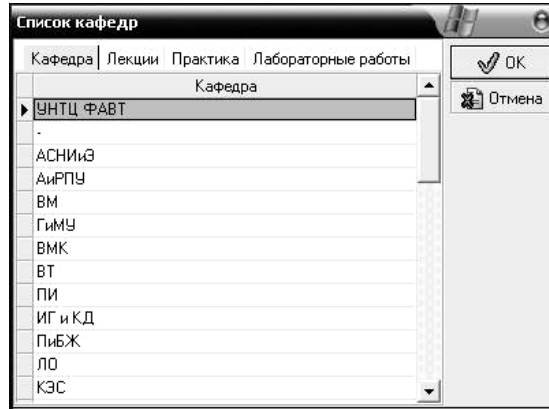 Список кафедр
Кафедра Лекции Практика Лабораторные работы
ОК
Отмена
Кафедра
УНТЦ ФАВТ
-
АСНИиЭ
АиРПУ
ВМ
ГиМУ
ВМК
ВТ
ПИ
ИГ и КД
ПиБЖ
ЛО
КЭС